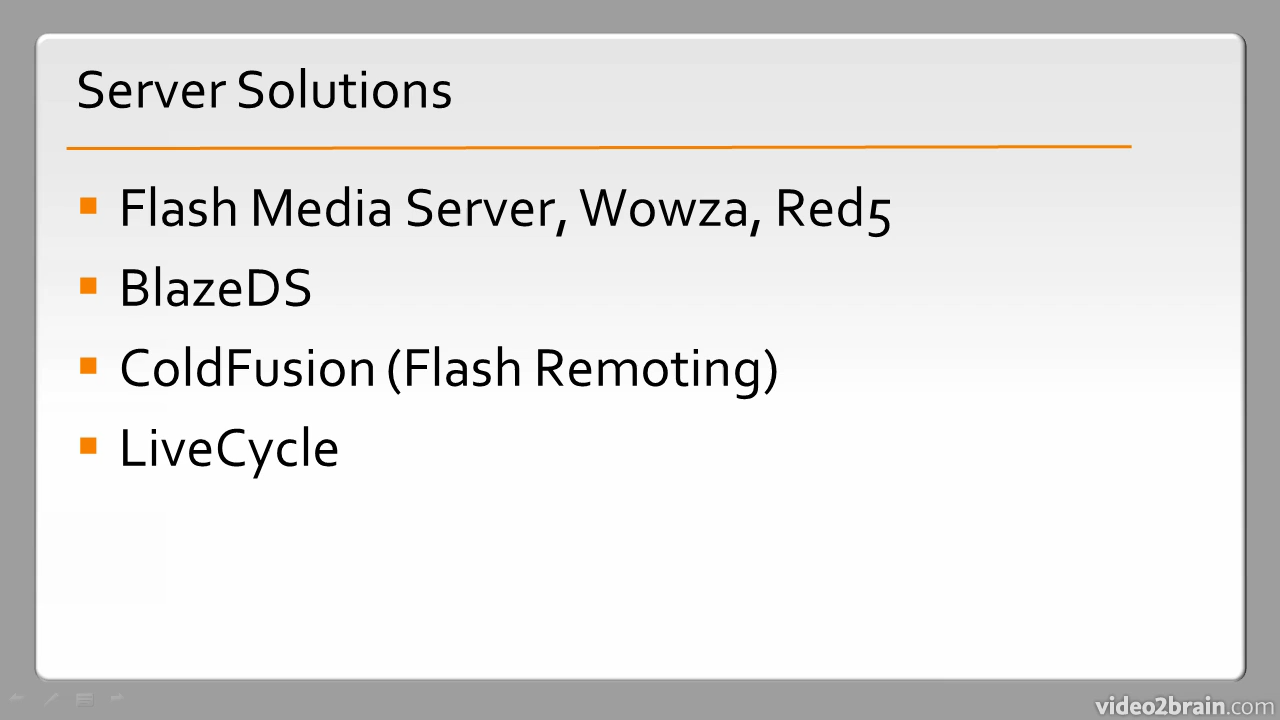 Server Solutions
Flash Media Server, Wowza, Red5
BlazeDS
ColdFusion (Flash Remoting)
LiveCycle
video2brain.com